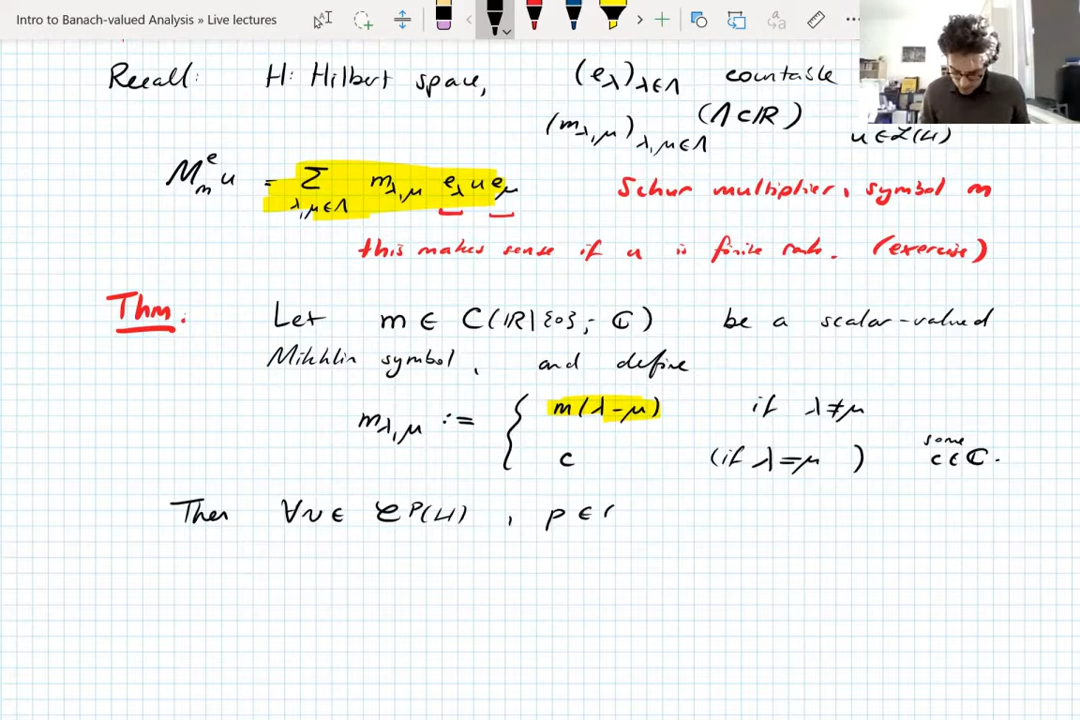 Intro to Banach-valued Analysis » Live lectures
Recall: H: Hilbert space, (e_λ)_{λ∈Λ} countable
(m_{λ,μ})_{λ,μ∈Λ} (Λ⊂ℝ) u∈ℒ(H)
M^e_m u = Σ_{λ,μ∈Λ} m_{λ,μ} e_λ u e_μ Schur multiplier, symbol m
this makes sense if u is finite rank. (exercise)
Thm: Let m ∈ C(ℝ\{0}; ℂ) be a scalar-valued
Mikhlin symbol, and define
m_{λ,μ} := { m(λ-μ) if λ≠μ
c (if λ=μ) some c∈ℂ.
Then ∀u∈ 𝒞^p(H), p∈(